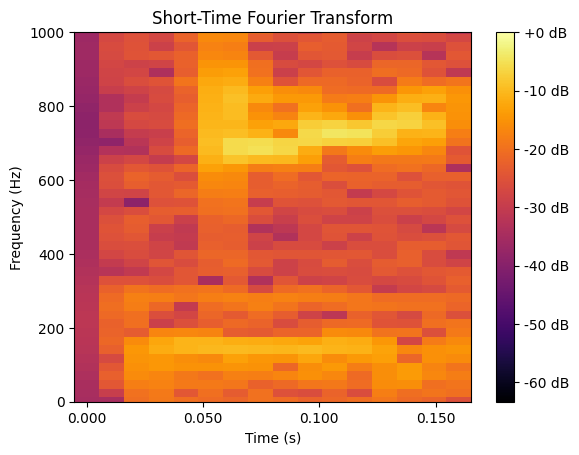 Short-Time Fourier Transform
1000
800
600
400
200
0
Frequency (Hz)
0.000
0.050
0.100
0.150
Time (s)
+0 dB
-10 dB
-20 dB
-30 dB
-40 dB
-50 dB
-60 dB